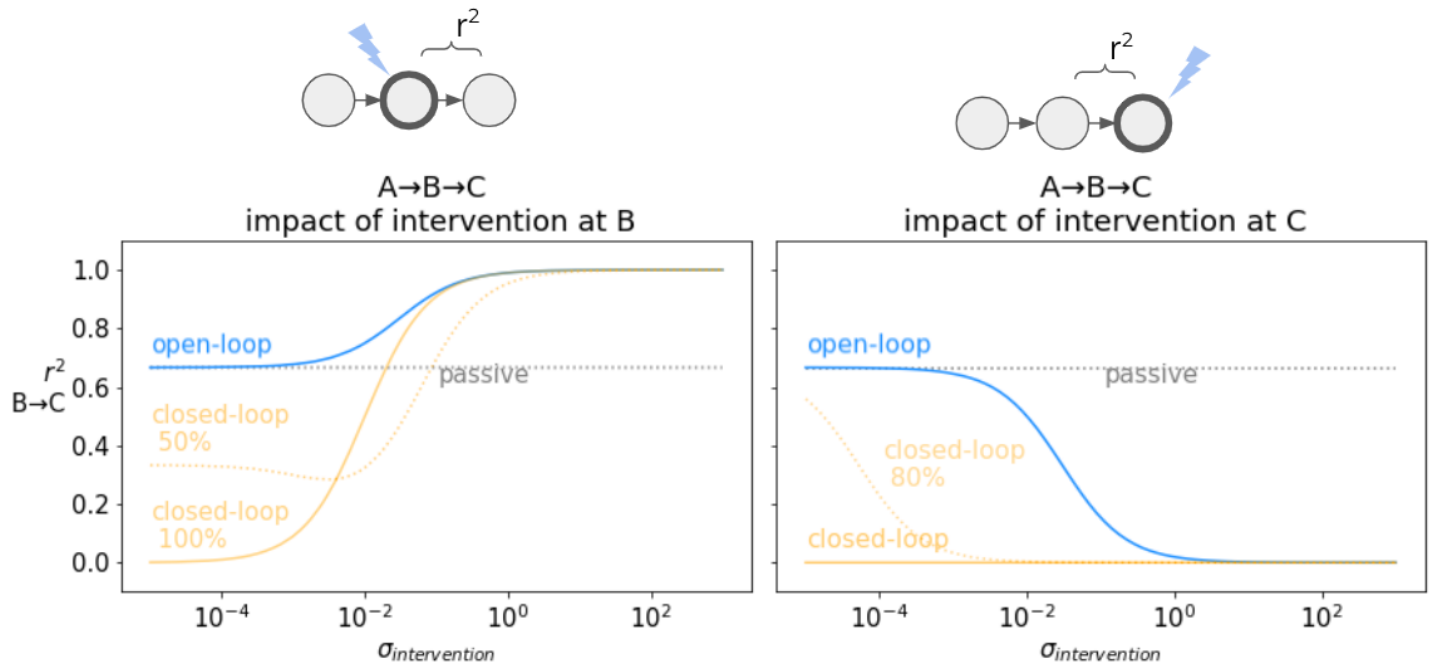 r²
A→B→C
impact of intervention at B
1.0
0.8
0.6
0.4
0.2
0.0
r²
B→C
open-loop
passive
closed-loop
50%
closed-loop
100%
10⁻⁴
10⁻²
10⁰
10²
σintervention
r²
A→B→C
impact of intervention at C
open-loop
passive
closed-loop
80%
closed-loop
10⁻⁴
10⁻²
10⁰
10²
σintervention